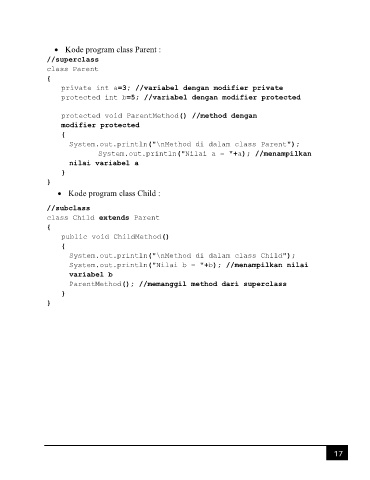 • Kode program class Parent :
//superclass
class Parent
{
private int a=3; //variabel dengan modifier private
protected int b=5; //variabel dengan modifier protected
protected void ParentMethod() //method dengan
modifier protected
{
System.out.println("\nMethod di dalam class Parent");
System.out.println("Nilai a = "+a); //menampilkan
nilai variabel a
}
}
• Kode program class Child :
//subclass
class Child extends Parent
{
public void ChildMethod()
{
System.out.println("\nMethod di dalam class Child");
System.out.println("Nilai b = "+b); //menampilkan nilai
variabel b
ParentMethod(); //memanggil method dari superclass
}
}
17